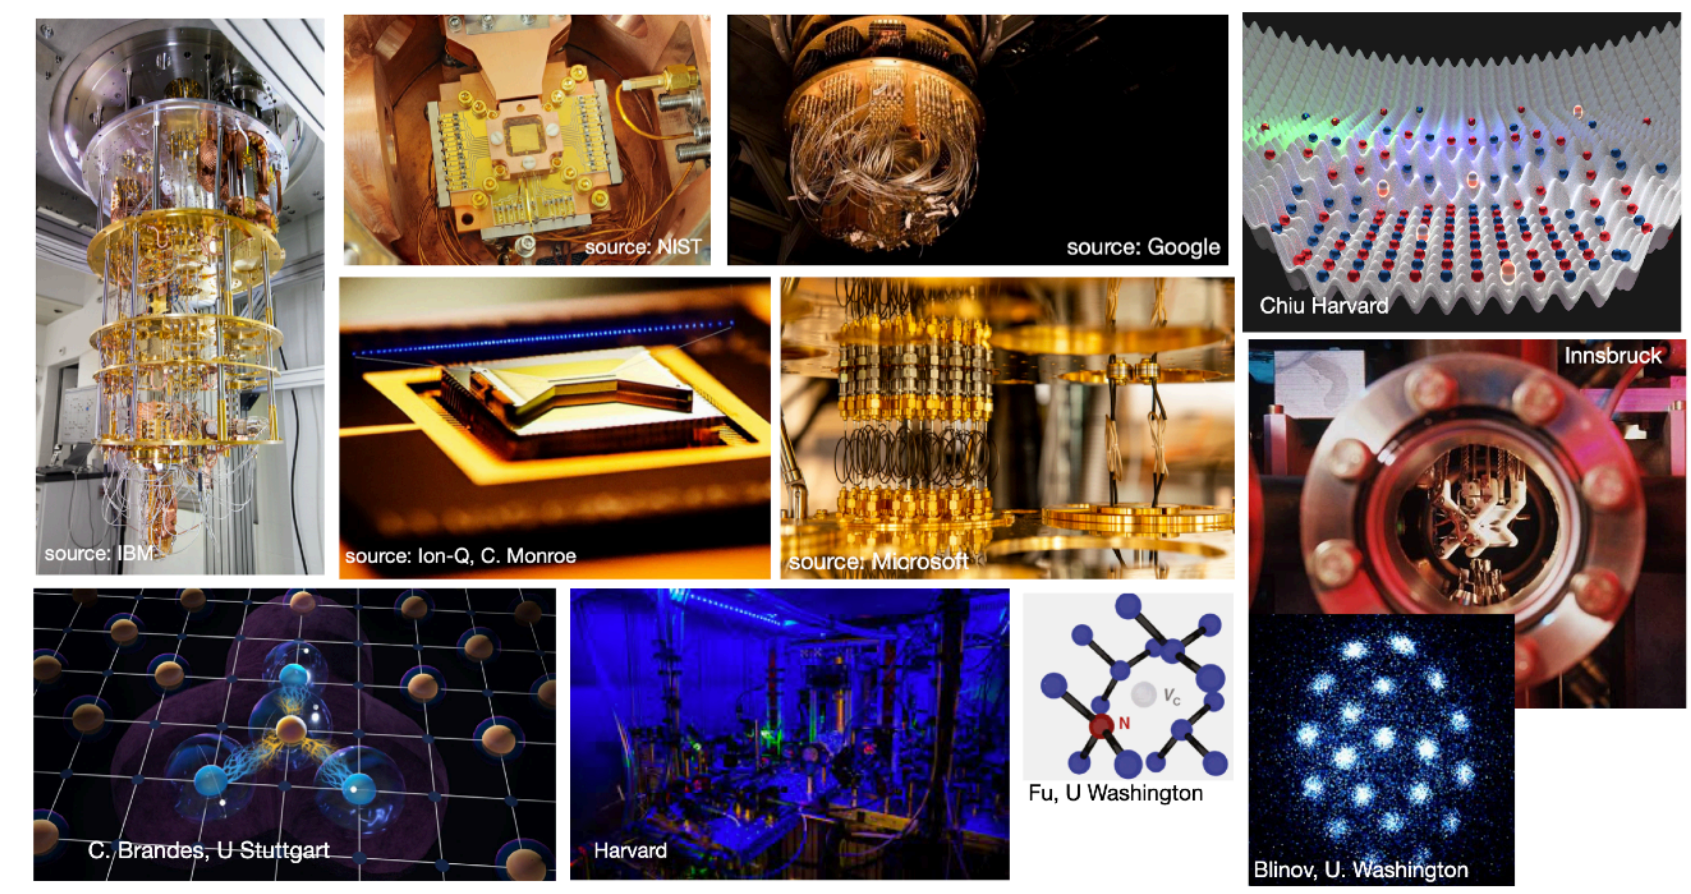 source: NIST
source: Google
Chiu Harvard
Innsbruck
source: IBM
source: Ion-Q, C. Monroe
source: Microsoft
V_C
N
Fu, U Washington
C. Brandes, U Stuttgart
Harvard
Blinov, U. Washington